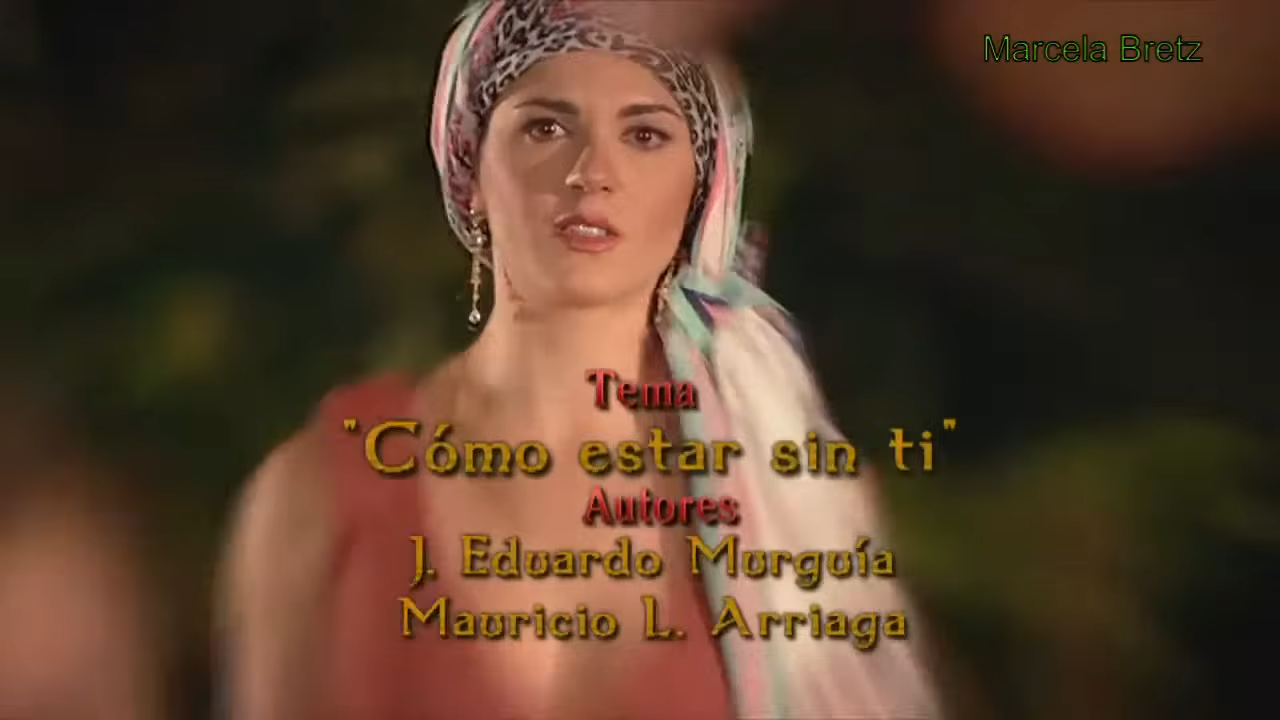 Marcela Bretz
Tema
"Cómo estar sin ti"
Autores
J. Eduardo Murguía
Mauricio L. Arriaga